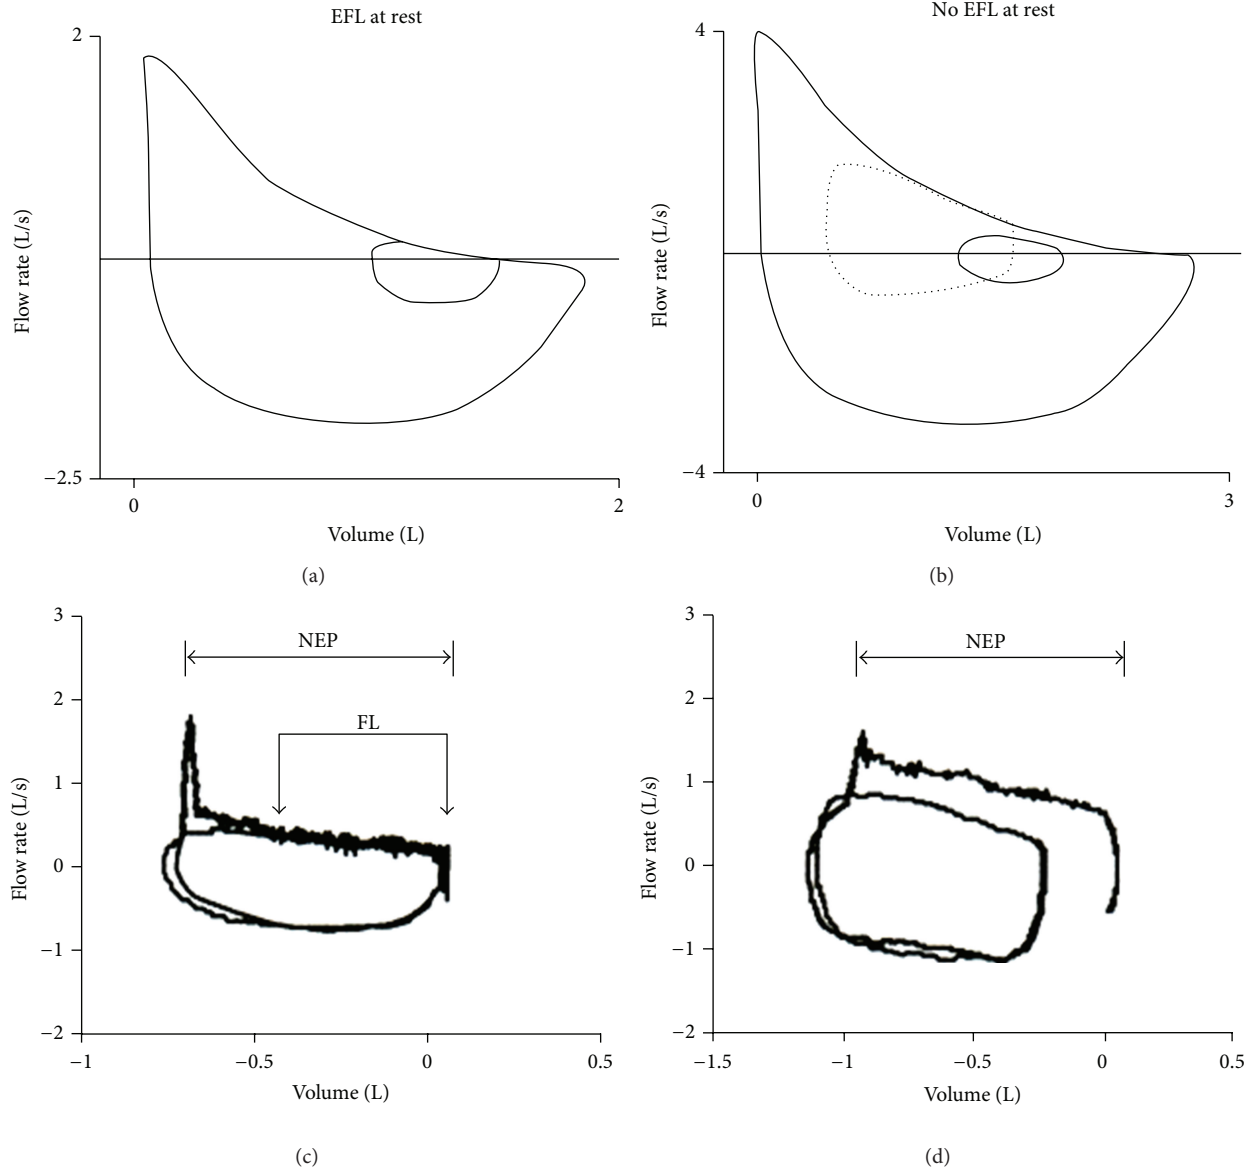 EFL at rest
2
Flow rate (L/s)
−2.5
0
2
Volume (L)
(a)
No EFL at rest
4
Flow rate (L/s)
−4
0
3
Volume (L)
(b)
3
2
1
0
−1
−2
Flow rate (L/s)
NEP
FL
−1
−0.5
0
0.5
Volume (L)
(c)
3
2
1
0
−1
−2
Flow rate (L/s)
NEP
−1.5
−1
−0.5
0
0.5
Volume (L)
(d)